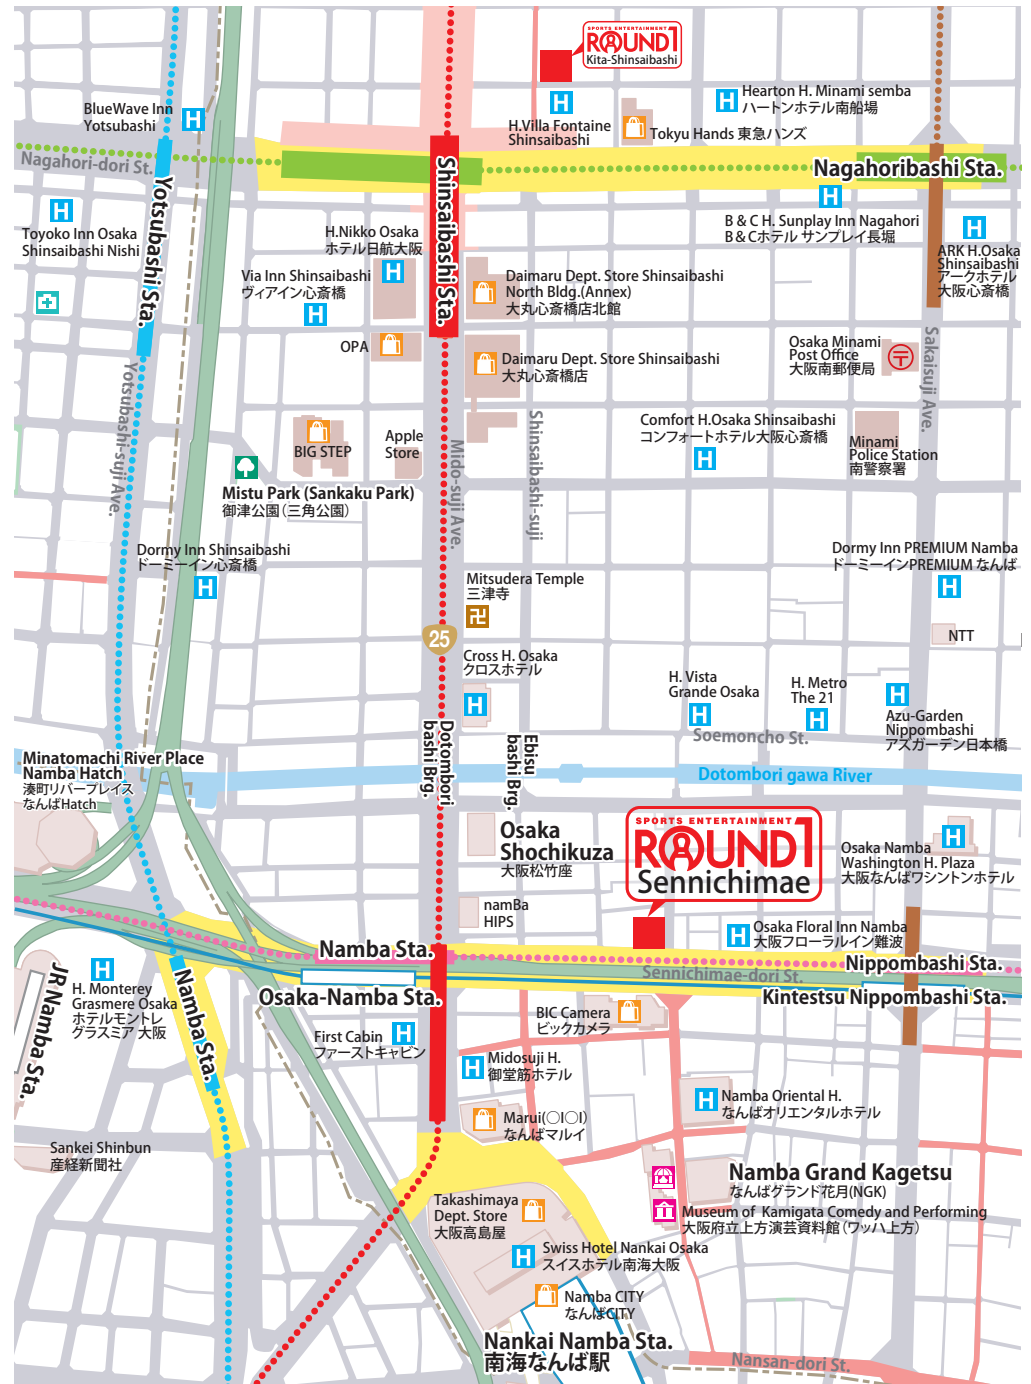 SPORTS ENTERTAINMENT
ROUND1
Kita-Shinsaibashi
BlueWave Inn
Yotsubashi
H.Villa Fontaine
Shinsaibashi
Hearton H. Minami semba
ハートンホテル南船場
Tokyu Hands 東急ハンズ
Nagahori-dori St.
Yotsubashi Sta.
Shinsaibashi Sta.
Nagahoribashi Sta.
Toyoko Inn Osaka
Shinsaibashi Nishi
H.Nikko Osaka
ホテル日航大阪
B & C H. Sunplay Inn Nagahori
B & Cホテル サンプレイ長堀
ARK H.Osaka
Shinsaibashi
アークホテル
大阪心斎橋
Via Inn Shinsaibashi
ヴィアイン心斎橋
Daimaru Dept. Store Shinsaibashi
North Bldg.(Annex)
大丸心斎橋店北館
OPA
Daimaru Dept. Store Shinsaibashi
大丸心斎橋店
Osaka Minami
Post Office
大阪南郵便局
Sakaisuji Ave.
Yotsubashi-suji Ave.
BIG STEP
Apple
Store
Mido-suji Ave.
Shinsaibashi-suji
Comfort H.Osaka Shinsaibashi
コンフォートホテル大阪心斎橋
Minami
Police Station
南警察署
Mistu Park (Sankaku Park)
御津公園(三角公園)
Dormy Inn Shinsaibashi
ドーミーイン心斎橋
Dormy Inn PREMIUM Namba
ドーミーインPREMIUM なんば
Mitsudera Temple
三津寺
25
NTT
Cross H. Osaka
クロスホテル
H. Vista
Grande Osaka
H. Metro
The 21
Azu-Garden
Nippombashi
アズガーデン日本橋
Soemoncho St.
Dotombori
bashi Brg.
Ebisu
bashi Brg.
Minatomachi River Place
Namba Hatch
湊町リバープレイス
なんばHatch
Dotombori gawa River
Osaka
Shochikuza
大阪松竹座
SPORTS ENTERTAINMENT
ROUND1
Sennichimae
Osaka Namba
Washington H. Plaza
大阪なんばワシントンホテル
namBa
HIPS
Osaka Floral Inn Namba
大阪フローラルイン難波
Namba Sta.
Nippombashi Sta.
Sennichimae-dori St.
Osaka-Namba Sta.
Kintestsu Nippombashi Sta.
JR Namba Sta.
H. Monterey
Grasmere Osaka
ホテルモントレ
グラスミア 大阪
Namba Sta.
BIC Camera
ビックカメラ
First Cabin
ファーストキャビン
Midosuji H.
御堂筋ホテル
Namba Oriental H.
なんばオリエンタルホテル
Marui(〇I〇I)
なんばマルイ
Sankei Shinbun
産経新聞社
Namba Grand Kagetsu
なんばグランド花月(NGK)
Museum of Kamigata Comedy and Performing
大阪府立上方演芸資料館(ワッハ上方)
Takashimaya
Dept. Store
大阪高島屋
Swiss Hotel Nankai Osaka
スイスホテル南海大阪
Namba CITY
なんばCITY
Nankai Namba Sta.
南海なんば駅
Nansan-dori St.